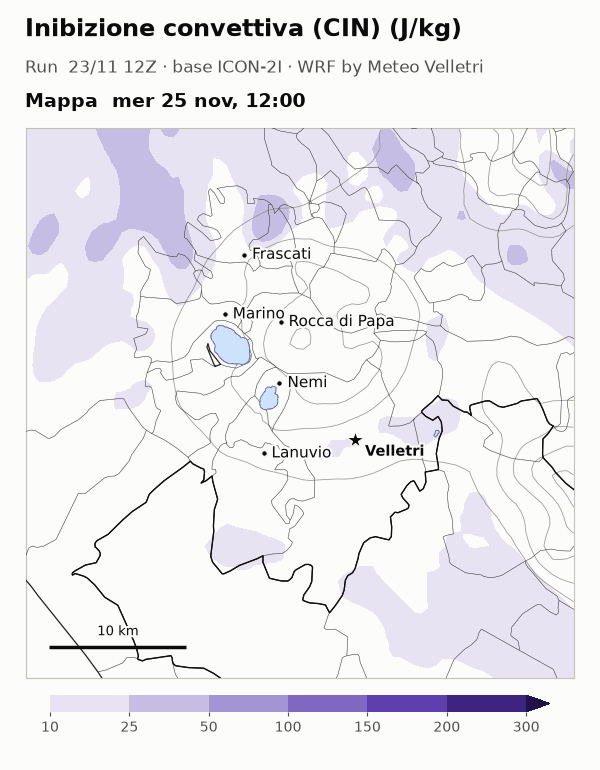 Inibizione convettiva (CIN) (J/kg)
Run  23/11 12Z · base ICON-2I · WRF by Meteo Velletri
Mappa  mer 25 nov, 12:00
Frascati
Marino
Rocca di Papa
Nemi
Lanuvio
Velletri
10 km
10 25 50 100 150 200 300